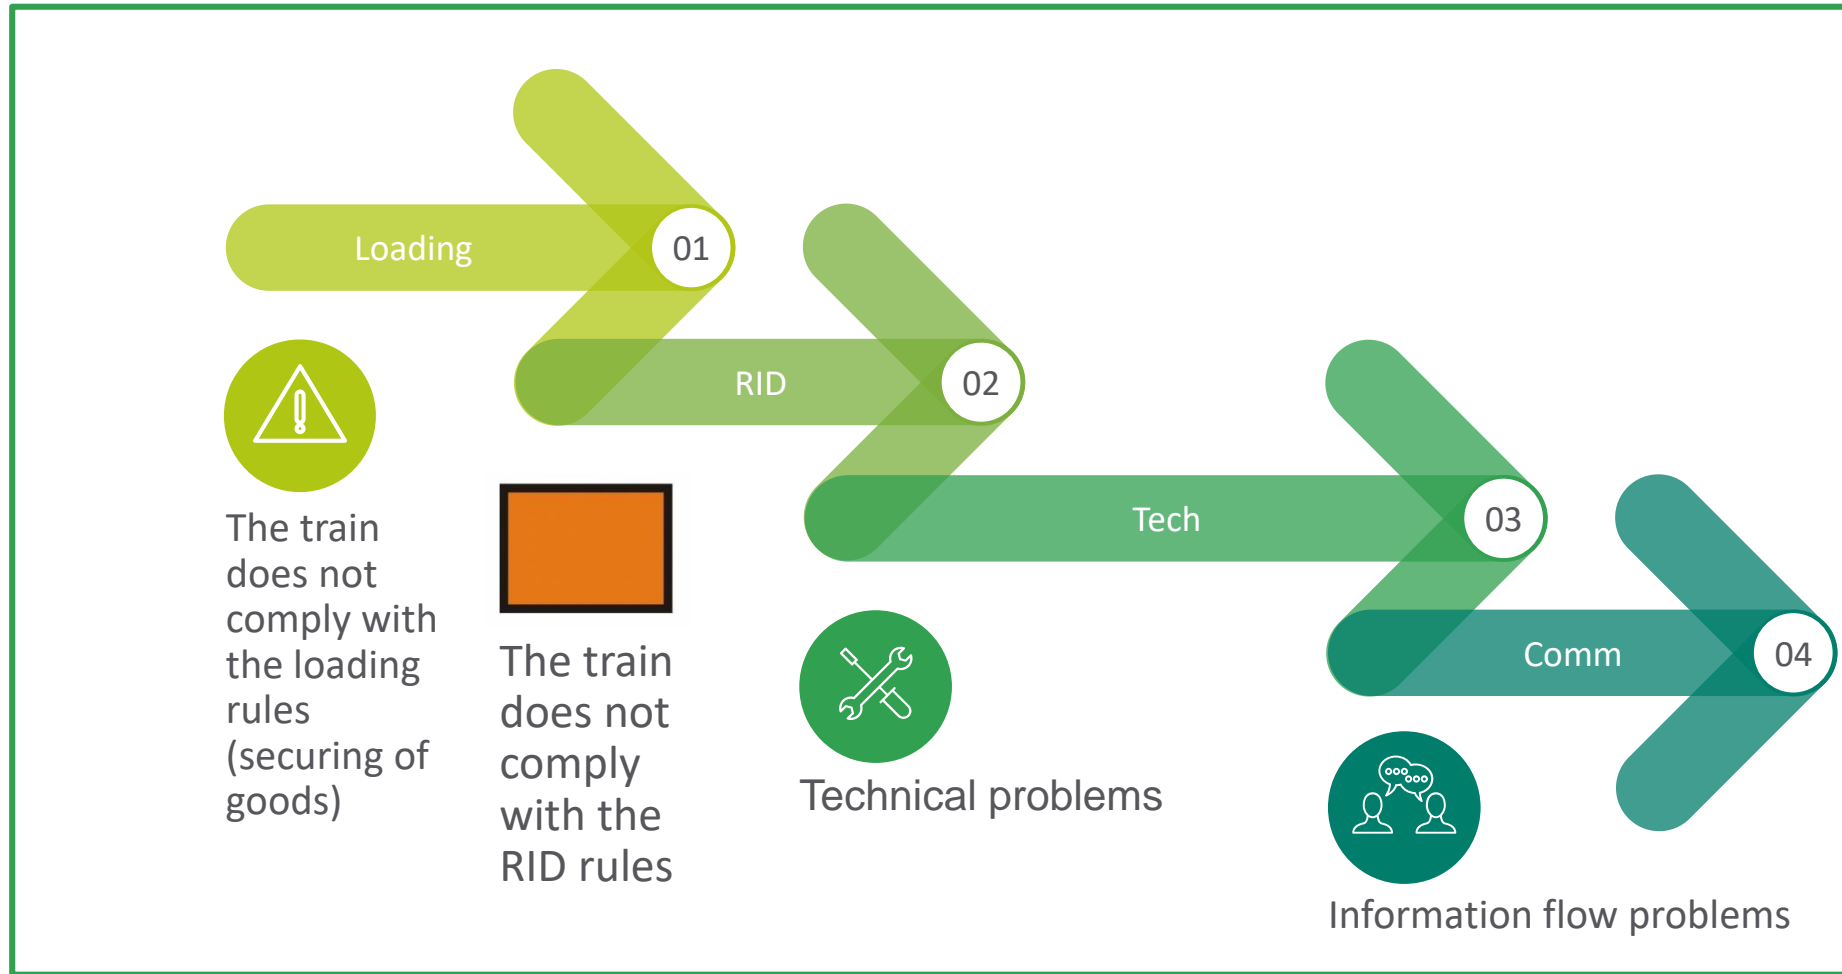 Loading
01
The train
does not
comply with
the loading
rules
(securing of
goods)
RID
02
The train
does not
comply
with the
RID rules
Tech
03
Technical problems
Comm
04
Information flow problems